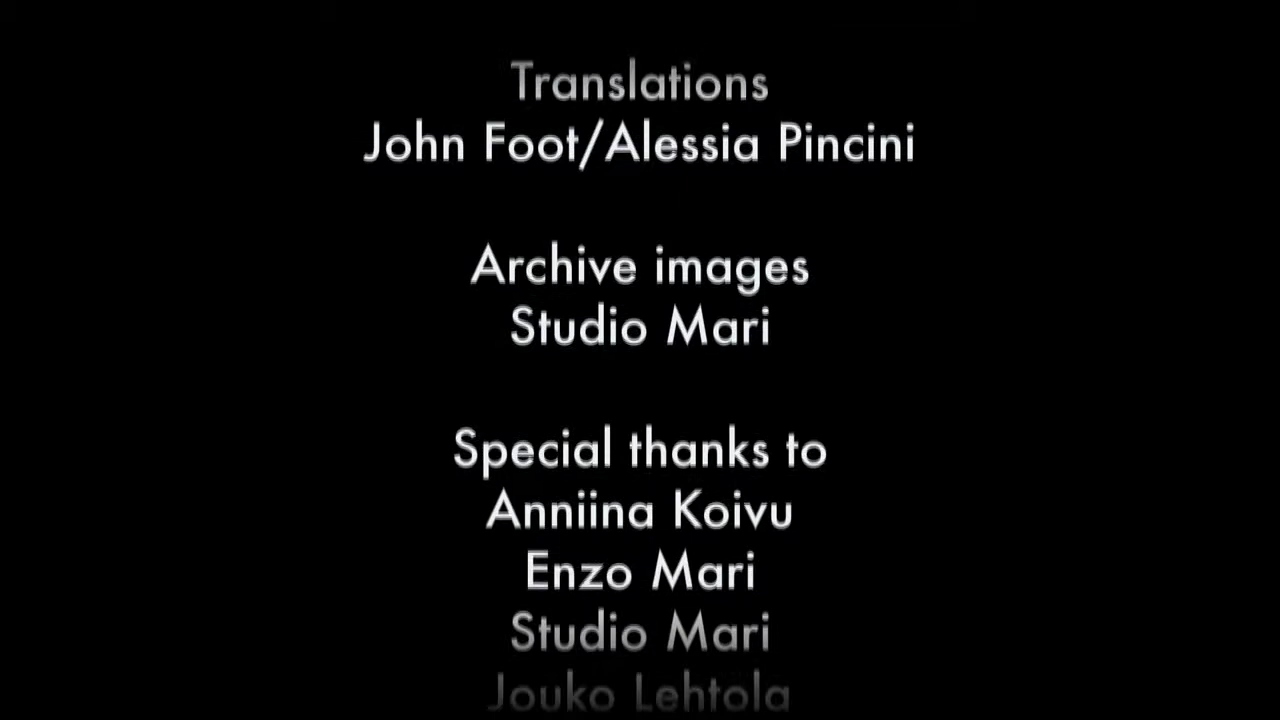 Translations
John Foot/Alessia Pincini
Archive images
Studio Mari
Special thanks to
Anniina Koivu
Enzo Mari
Studio Mari
Jouko Lehtola